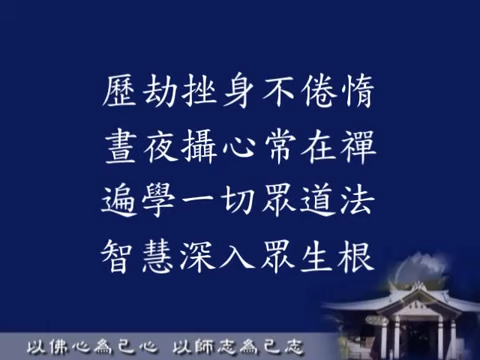 歷劫挫身不倦惰
晝夜攝心常在禪
遍學一切眾道法
智慧深入眾生根
以佛心為己心 以師志為己志